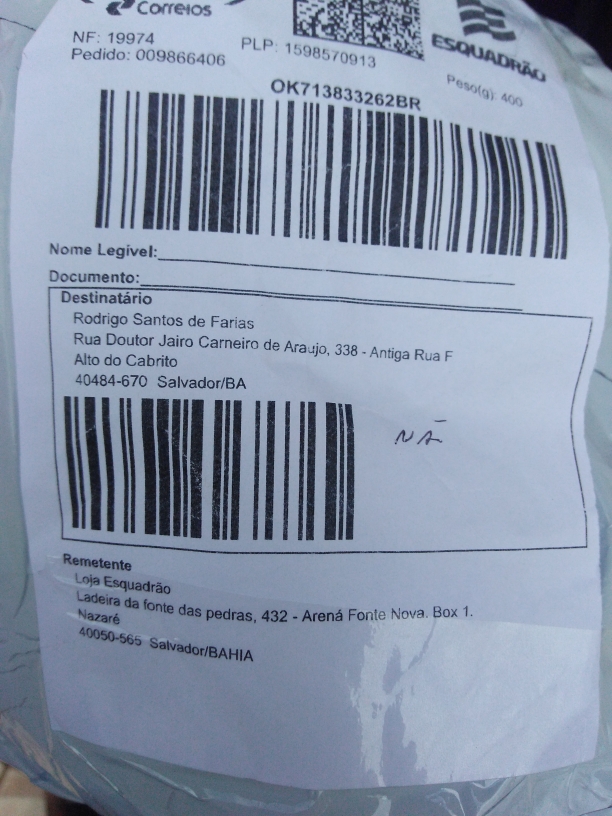 Correios
NF: 19974
PLP: 1598570913
Pedido: 009866406
ESQUADRÃO
Peso(g): 400
OK713833262BR
Nome Legível:
Documento:
Destinatário
Rodrigo Santos de Farias
Rua Doutor Jairo Carneiro de Araujo, 338 - Antiga Rua F
Alto do Cabrito
40484-670 Salvador/BA
Remetente
Loja Esquadrão
Ladeira da fonte das pedras, 432 - Arená Fonte Nova. Box 1.
Nazaré
40050-565 Salvador/BAHIA